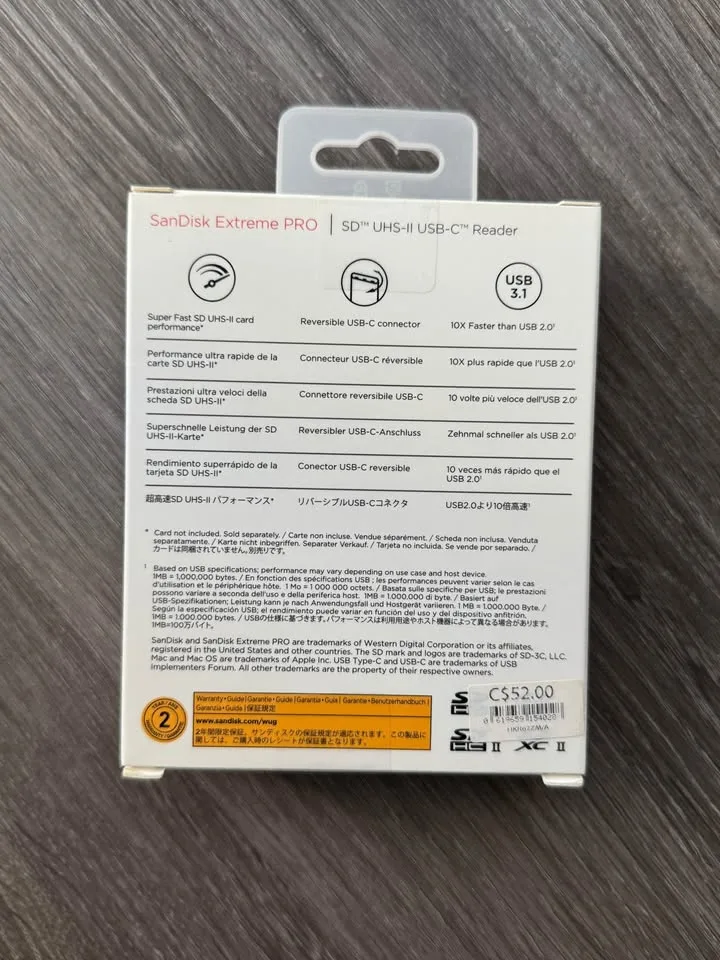 SanDisk Extreme PRO | SD™ UHS-II USB-C™ Reader
USB
3.1
Super Fast SD UHS-II card
performance*
Reversible USB-C connector
10X Faster than USB 2.0¹
Performance ultra rapide de la
carte SD UHS-II*
Connecteur USB-C réversible
10X plus rapide que l'USB 2.0¹
Prestazioni ultra veloci della
scheda SD UHS-II*
Connettore reversibile USB-C
10 volte più veloce dell'USB 2.0¹
Superschnelle Leistung der SD
UHS-II-Karte*
Reversibler USB-C-Anschluss
Zehnmal schneller als USB 2.0¹
Rendimiento superrápido de la
tarjeta SD UHS-II*
Conector USB-C reversible
10 veces más rápido que el
USB 2.0¹
超高速SD UHS-II パフォーマンス*
リバーシブルUSB-Cコネクタ
USB2.0より10倍高速¹
* Card not included. Sold separately. / Carte non incluse. Vendue séparément. / Scheda non inclusa. Venduta
separatamente. / Karte nicht inbegriffen. Separater Verkauf. / Tarjeta no incluida. Se vende por separado. /
カードは同梱されていません。別売りです。
¹ Based on USB specifications; performance may vary depending on use case and host device.
1MB = 1,000,000 bytes. / En fonction des spécifications USB ; les performances peuvent varier selon le cas
d'utilisation et le périphérique hôte. 1 Mo = 1 000 000 octets. / Basata sulle specifiche per USB; le prestazioni
possono variare a seconda dell'uso e della periferica host. 1MB = 1.000.000 di byte. / Basiert auf
USB-Spezifikationen; Leistung kann je nach Anwendungsfall und Hostgerät variieren. 1 MB = 1.000.000 Byte. /
Según la especificación USB; el rendimiento puede variar en función del uso y del dispositivo anfitrión.
1MB = 1.000.000 bytes. / USBの仕様に基づきます。パフォーマンスは利用用途やホスト機器によって異なる場合があります。
1MB=100万バイト。
SanDisk and SanDisk Extreme PRO are trademarks of Western Digital Corporation or its affiliates,
registered in the United States and other countries. The SD mark and logos are trademarks of SD-3C, LLC.
Mac and Mac OS are trademarks of Apple Inc. USB Type-C and USB-C are trademarks of USB
Implementers Forum. All other trademarks are the property of their respective owners.
2
Warranty • Guide | Garantie • Guide | Garantía • Guía | Garantie • Benutzerhandbuch |
Garanzia • Guida | 保証規定
www.sandisk.com/wug
2年間限定保証。サンディスクの保証規定が適応されます。この製品に
関しては、ご購入時のレシートが保証書となります。
C$52.00
0 619659 154020
HKR622M/A
II XC II